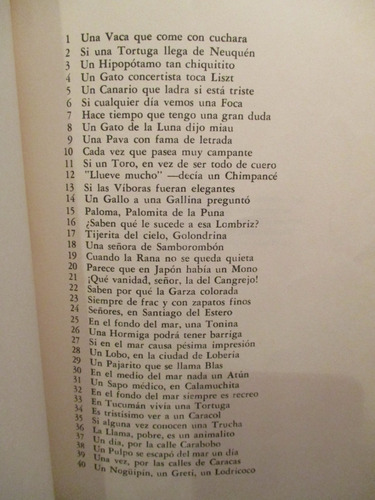 1 Una Vaca que come con cuchara
2 Si una Tortuga llega de Neuquén
3 Un Hipopótamo tan chiquitito
4 Un Gato concertista toca Liszt
5 Un Canario que ladra si está triste
6 Si cualquier día vemos una Foca
7 Hace tiempo que tengo una gran duda
8 Un Gato de la Luna dijo miau
9 Una Pava con fama de letrada
10 Cada vez que pasea muy campante
11 Si un Toro, en vez de ser todo de cuero
12 "Llueve mucho" —decía un Chimpancé
13 Si las Víboras fueran elegantes
14 Un Gallo a una Gallina preguntó
15 Paloma, Palomita de la Puna
16 ¿Saben qué le sucede a esa Lombriz?
17 Tijerita del cielo, Golondrina
18 Una señora de Samborombón
19 Cuando la Rana no se queda quieta
20 Parece que en Japón había un Mono
21 ¡Qué vanidad, señor, la del Cangrejo!
22 Saben por qué la Garza colorada
23 Siempre de frac y con zapatos finos
24 Señores, en Santiago del Estero
25 En el fondo del mar, una Tonina
26 Una Hormiga podrá tener barriga
27 Si en el mar causa pésima impresión
28 Un Lobo, en la ciudad de Lobería
29 Un Pajarito que se llama Blas
30 En el medio del mar nada un Atún
31 Un Sapo médico, en Calamuchita
32 En el fondo del mar siempre es recreo
33 En Tucumán vivía una Tortuga
34 Es tristísimo ver a un Caracol
35 Si alguna vez conocen una Trucha
36 La Llama, pobre, es un animalito
37 Un día, por la calle Carabobo
38 Un Pulpo se escapó del mar un día
39 Una vez, por las calles de Caracas
40 Un Nogüipin, un Greti, un Lodricoco